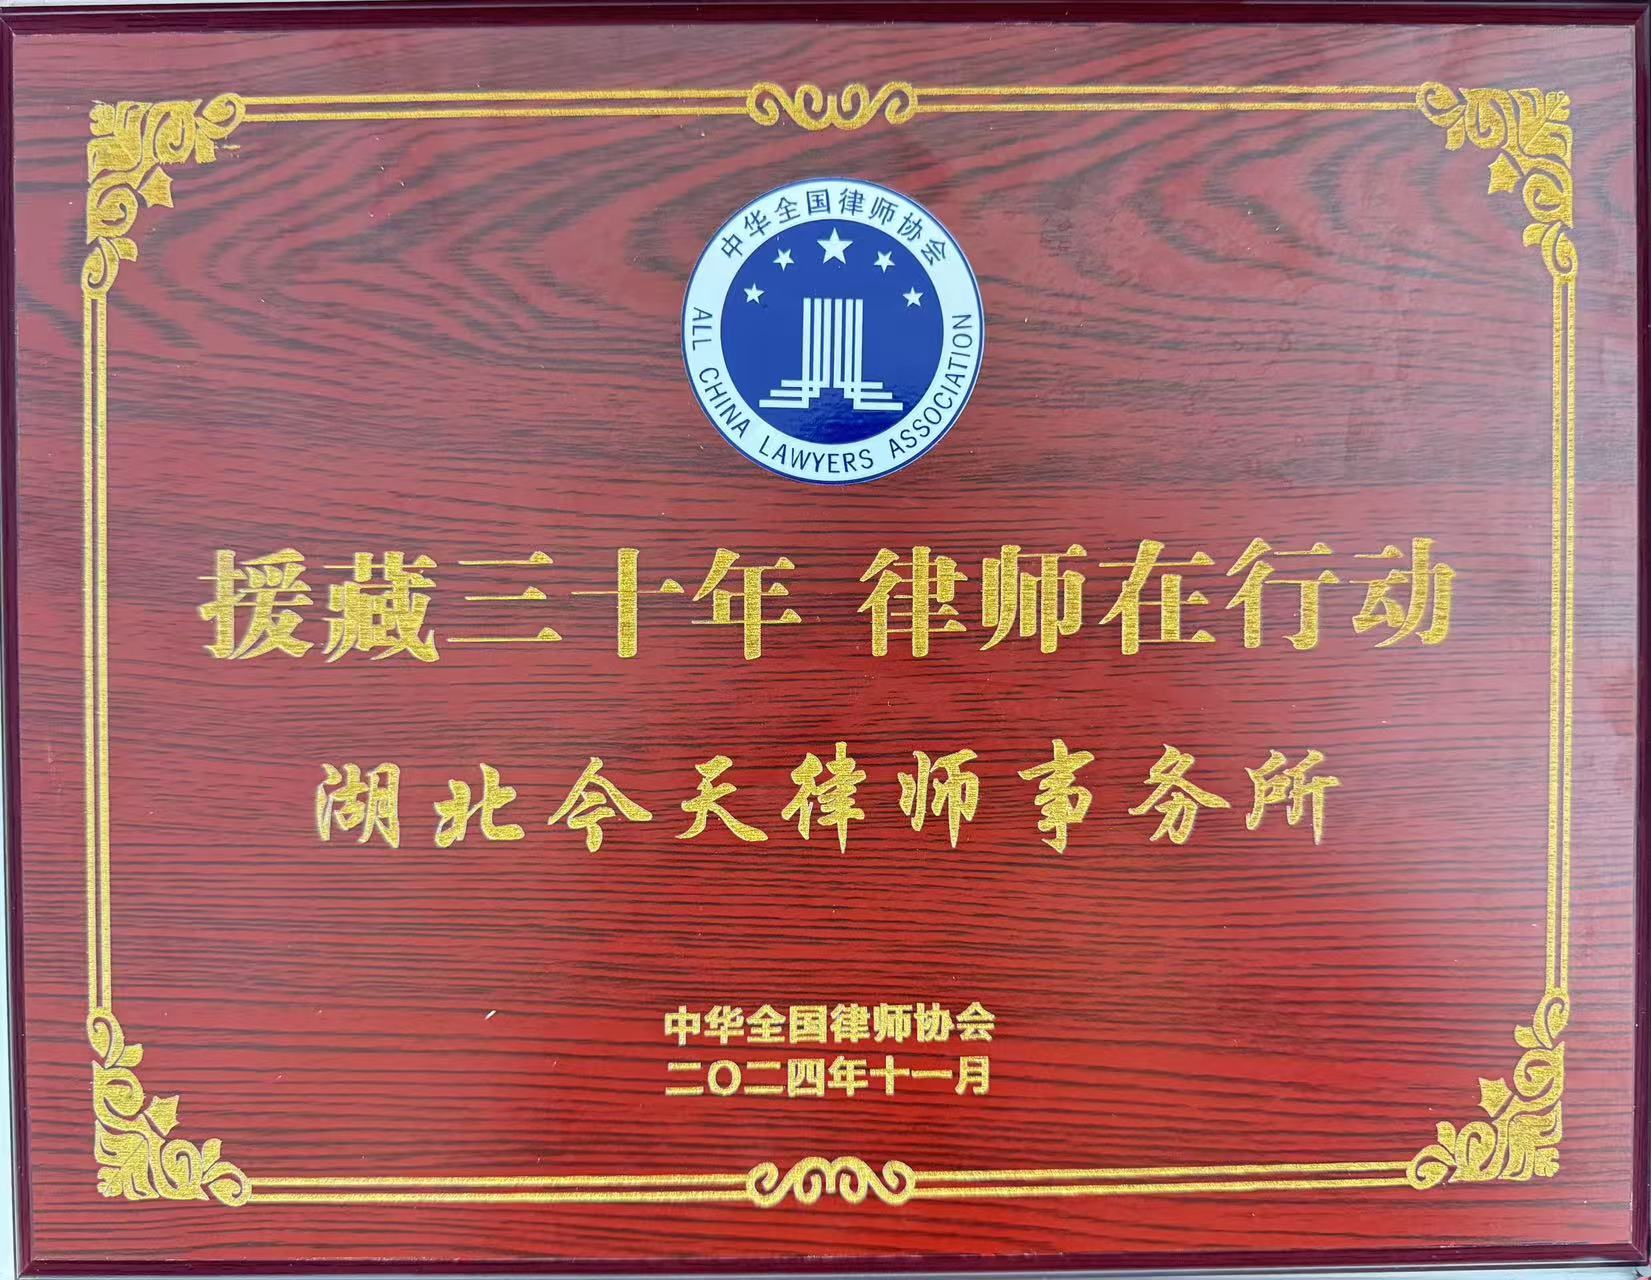 中华全国律师协会
ALL CHINA LAWYERS ASSOCIATION
援藏三十年 律师在行动
湖北今天律师事务所
中华全国律师协会
二〇二四年十一月